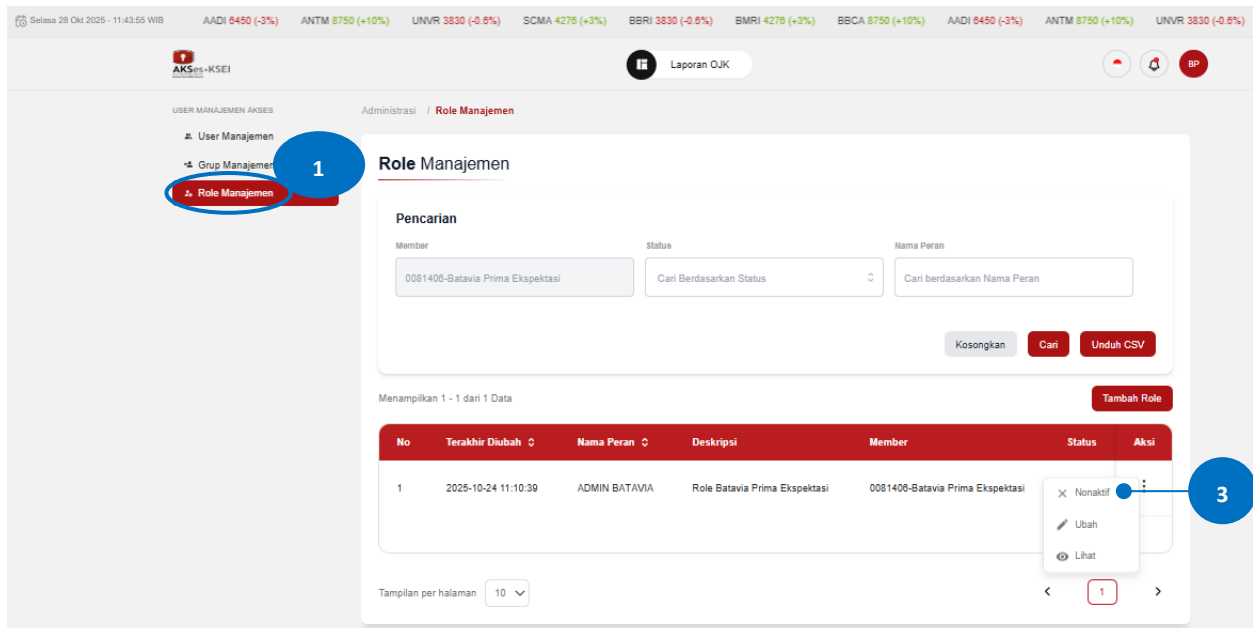 Selasa 28 Okt 2025 - 11:43:55 WIB AADI 6450 (-3%) ANTM 8750 (+10%) UNVR 3830 (-0.6%) SCMA 4276 (+3%) BBRI 3830 (-0.6%) BMRI 4276 (+3%) BBCA 8750 (+10%) AADI 6450 (-3%) ANTM 8750 (+10%) UNVR 3830 (-0.6%)
AKSes-KSEI Laporan OJK BP
USER MANAJEMEN AKSES
User Manajemen
Grup Manajemen
1
Role Manajemen
Administrasi / Role Manajemen
Role Manajemen
Pencarian
Member Status Nama Peran
0081406-Batavia Prima Ekspektasi Cari Berdasarkan Status Cari berdasarkan Nama Peran
Kosongkan Cari Unduh CSV
Menampilkan 1 - 1 dari 1 Data Tambah Role
No Terakhir Diubah Nama Peran Deskripsi Member Status Aksi
1 2025-10-24 11:10:39 ADMIN BATAVIA Role Batavia Prima Ekspektasi 0081406-Batavia Prima Ekspektasi
Nonaktif 3
Ubah
Lihat
Tampilan per halaman 10 1